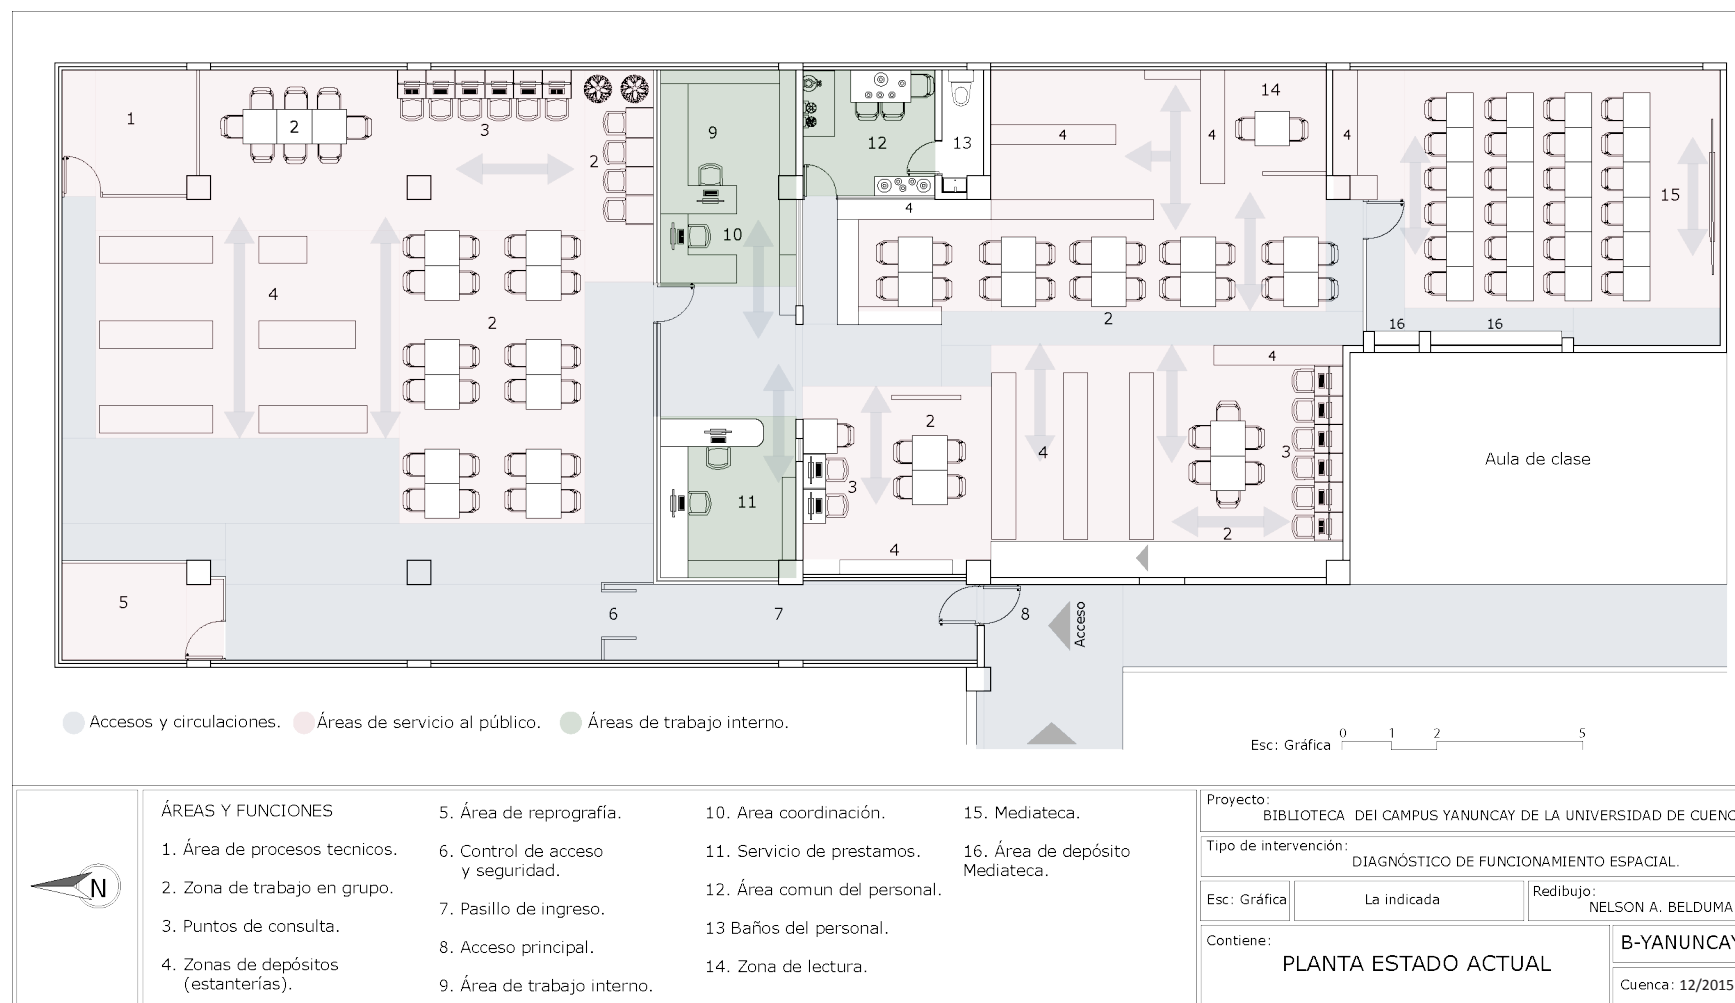 1
2
3
2
9
10
12
13
4
4
14
4
15
4
4
2
2
16
16
4
2
3
4
3
2
11
4
Aula de clase
5
6
7
8
Acceso
Accesos y circulaciones.
Áreas de servicio al público.
Áreas de trabajo interno.
Esc: Gráfica
0 1 2 5
N
ÁREAS Y FUNCIONES
1. Área de procesos tecnicos.
2. Zona de trabajo en grupo.
3. Puntos de consulta.
4. Zonas de depósitos
(estanterías).
5. Área de reprografía.
6. Control de acceso
y seguridad.
7. Pasillo de ingreso.
8. Acceso principal.
9. Área de trabajo interno.
10. Area coordinación.
11. Servicio de prestamos.
12. Área comun del personal.
13 Baños del personal.
14. Zona de lectura.
15. Mediateca.
16. Área de depósito
Mediateca.
Proyecto:
BIBLIOTECA DEl CAMPUS YANUNCAY DE LA UNIVERSIDAD DE CUENC
Tipo de intervención:
DIAGNÓSTICO DE FUNCIONAMIENTO ESPACIAL.
Esc: Gráfica
La indicada
Redibujo:
NELSON A. BELDUMA
Contiene:
PLANTA ESTADO ACTUAL
B-YANUNCAY
Cuenca: 12/2015